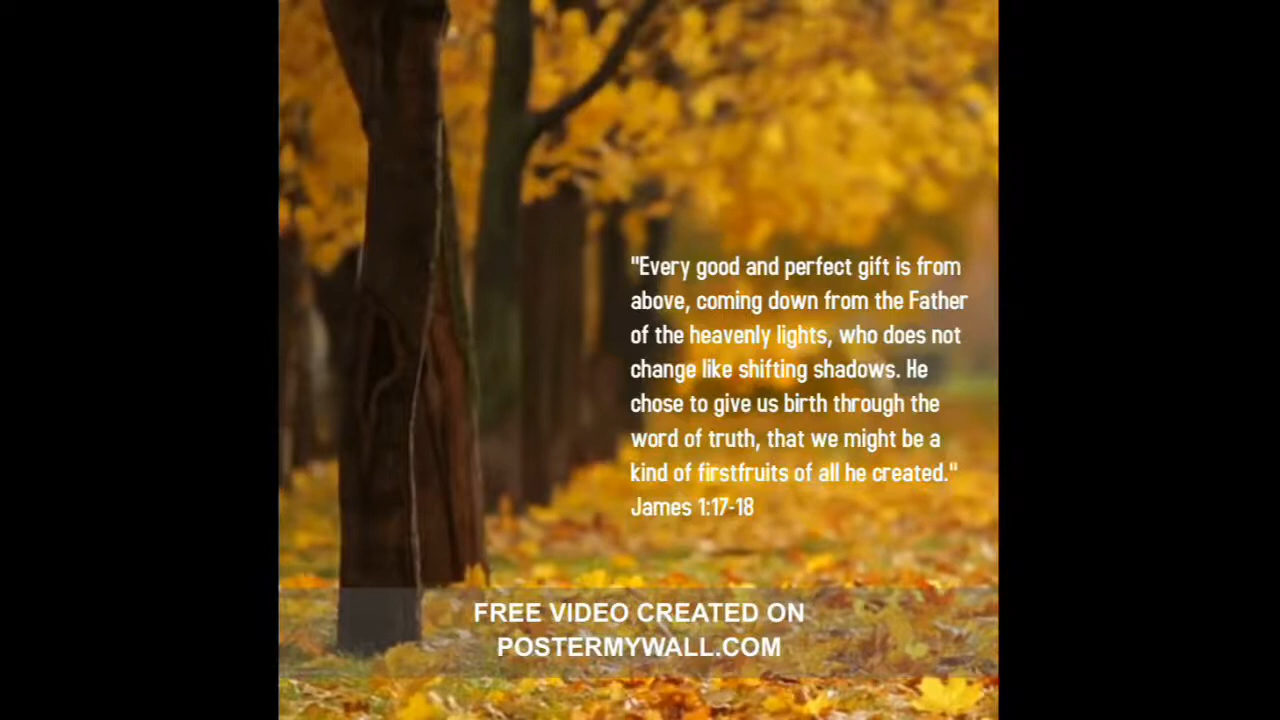 "Every good and perfect gift is from
above, coming down from the Father
of the heavenly lights, who does not
change like shifting shadows. He
chose to give us birth through the
word of truth, that we might be a
kind of firstfruits of all he created."
James 1:17-18
FREE VIDEO CREATED ON
POSTERMYWALL.COM